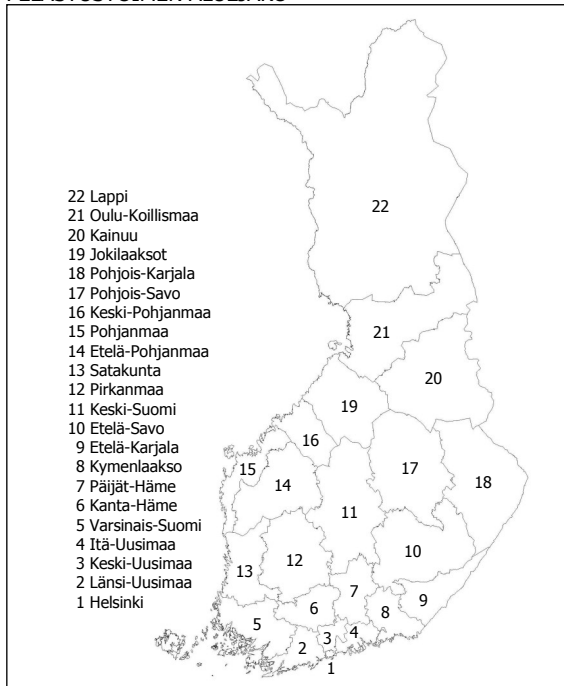 22 Lappi
21 Oulu-Koillismaa
20 Kainuu
19 Jokilaaksot
18 Pohjois-Karjala
17 Pohjois-Savo
16 Keski-Pohjanmaa
15 Pohjanmaa
14 Etelä-Pohjanmaa
13 Satakunta
12 Pirkanmaa
11 Keski-Suomi
10 Etelä-Savo
9 Etelä-Karjala
8 Kymenlaakso
7 Päijät-Häme
6 Kanta-Häme
5 Varsinais-Suomi
4 Itä-Uusimaa
3 Keski-Uusimaa
2 Länsi-Uusimaa
1 Helsinki
22
21
20
19
16
17
15
18
14
11
10
12
13
7
9
6
8
5
4
3
2
1